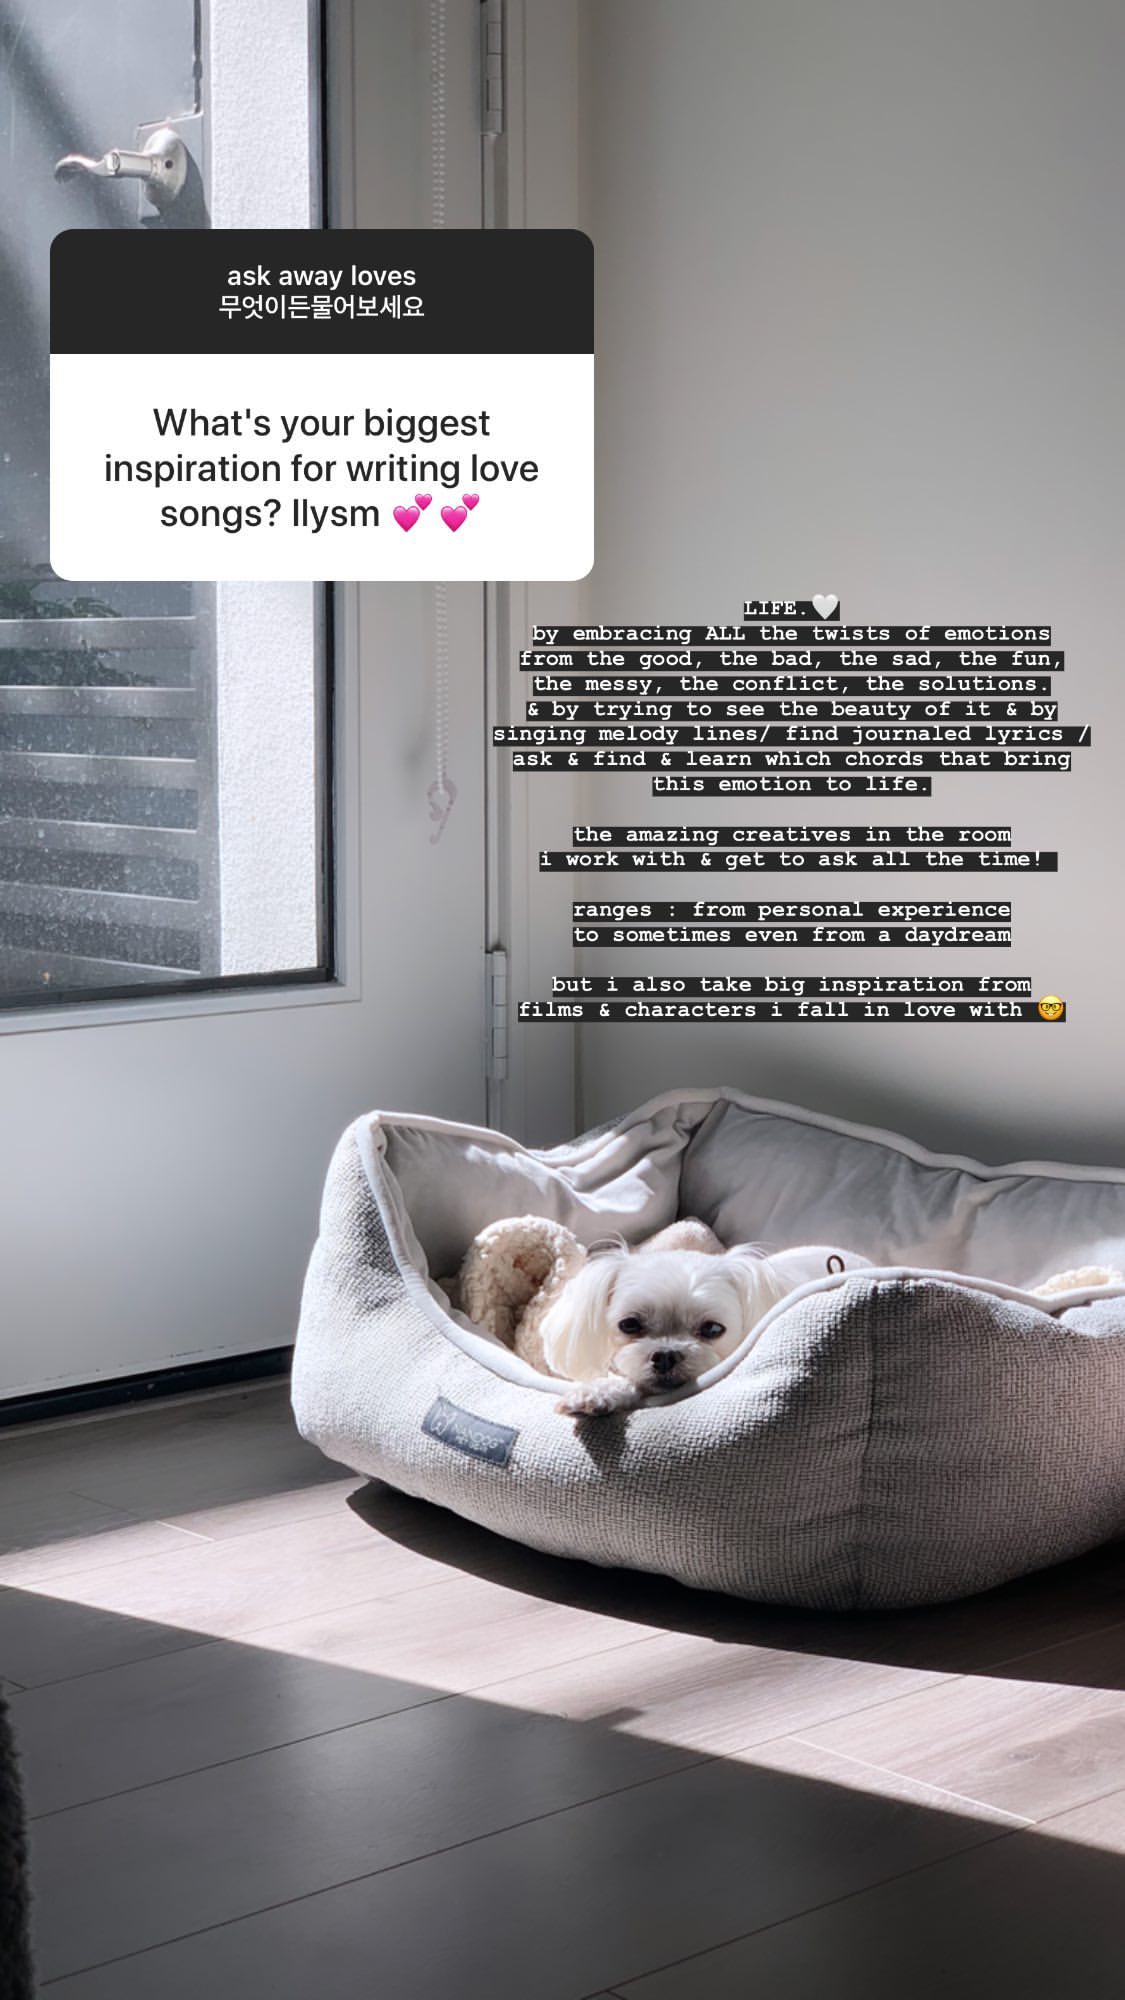 ask away loves
무엇이든물어보세요
What's your biggest
inspiration for writing love
songs? llysm 💕 💕
LIFE.🤍
by embracing ALL the twists of emotions
from the good, the bad, the sad, the fun,
the messy, the conflict, the solutions.
& by trying to see the beauty of it & by
singing melody lines/ find journaled lyrics /
ask & find & learn which chords that bring
this emotion to life.
the amazing creatives in the room
i work with & get to ask all the time!
ranges : from personal experience
to sometimes even from a daydream
but i also take big inspiration from
films & characters i fall in love with 🤓